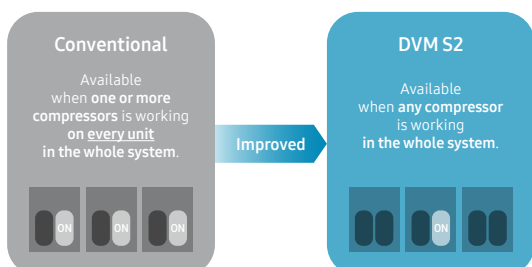 Conventional
Available
when one or more
compressors is working
on every unit
in the whole system.
ON
ON
ON
Improved
DVM S2
Available
when any compressor
is working
in the whole system.
ON